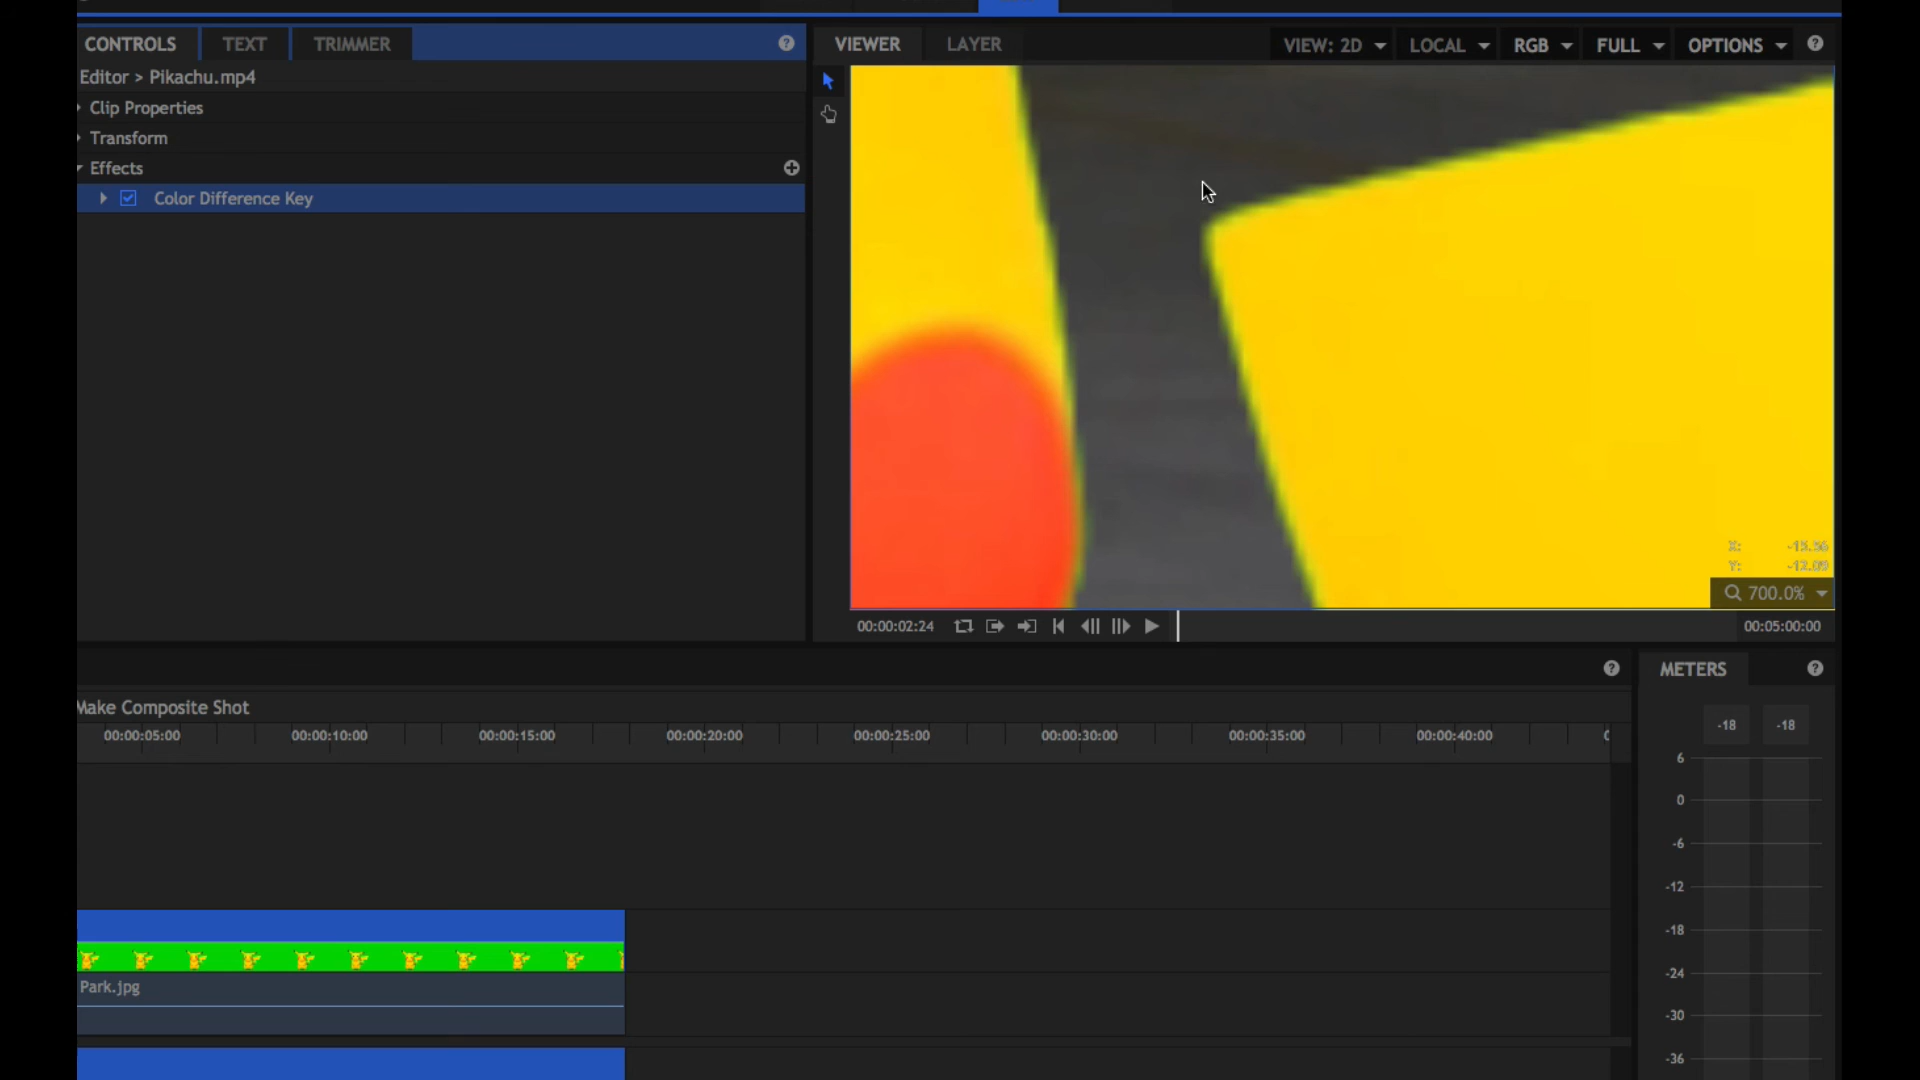 CONTROLS TEXT TRIMMER
VIEWER LAYER VIEW: 2D LOCAL RGB FULL OPTIONS
Editor > Pikachu.mp4
Clip Properties
Transform
Effects
Color Difference Key
X:
Y:
700.0%
00:00:02:24 00:05:00:00
METERS
Make Composite Shot
00:00:05:00 00:00:10:00 00:00:15:00 00:00:20:00 00:00:25:00 00:00:30:00 00:00:35:00 00:00:40:00
-18 -18
6
0
-6
-12
-18
-24
-30
-36
Park.jpg